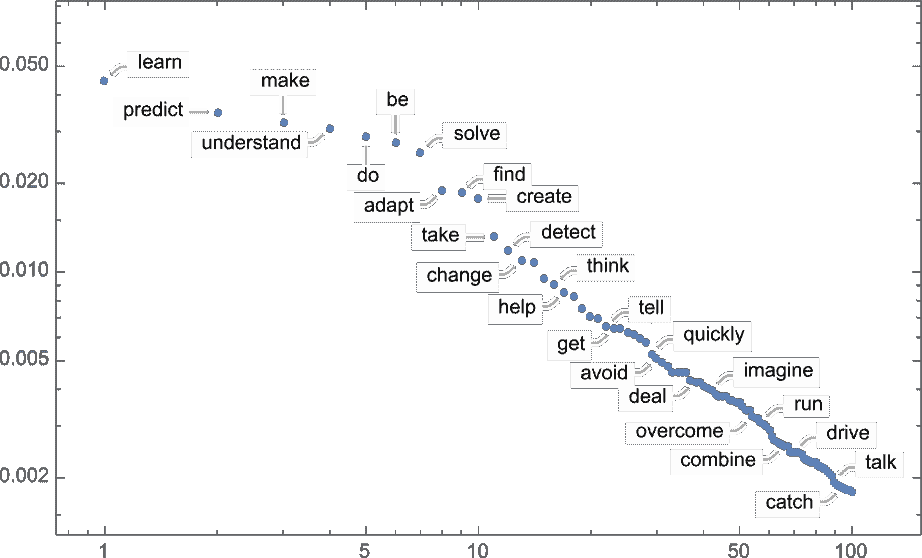 0.050
learn
make
predict
be
understand
solve
do
0.020
find
adapt
create
take
detect
0.010
change
think
help
tell
get
quickly
0.005
avoid
imagine
deal
run
overcome
drive
combine
talk
0.002
catch
1 5 10 50 100